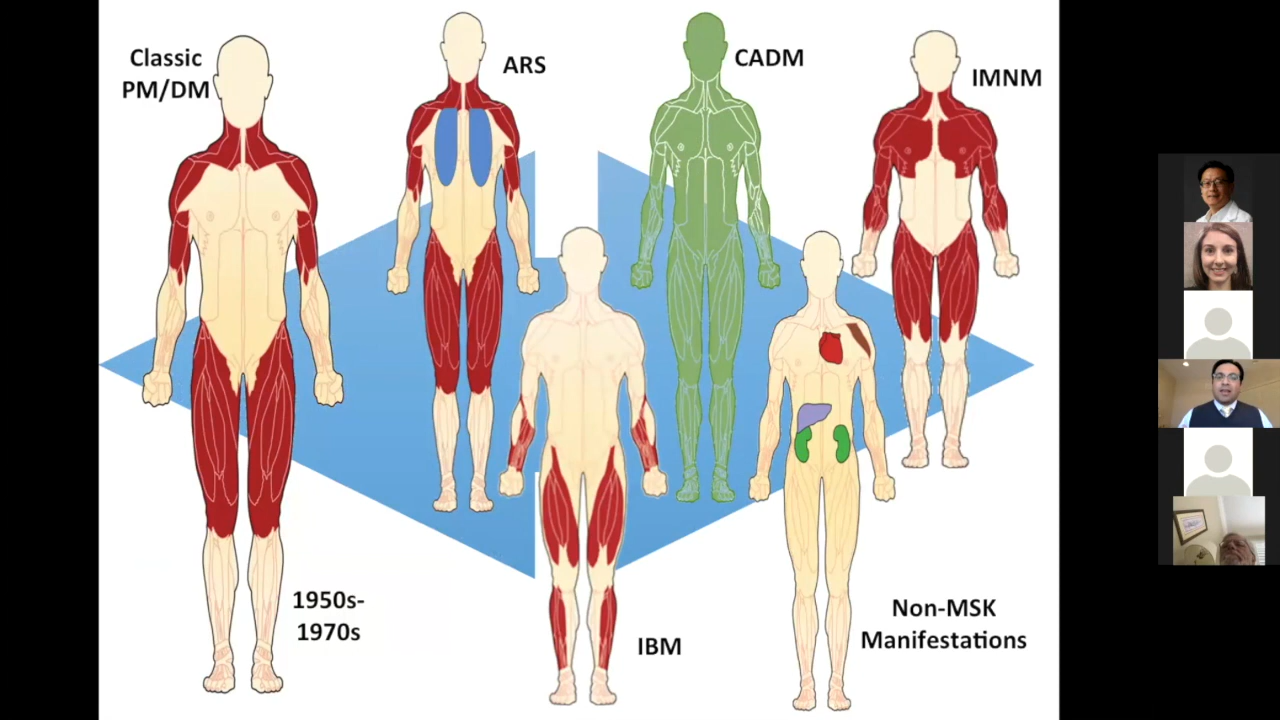 Classic
PM/DM
ARS
CADM
IMNM
1950s-
1970s
IBM
Non-MSK
Manifestations